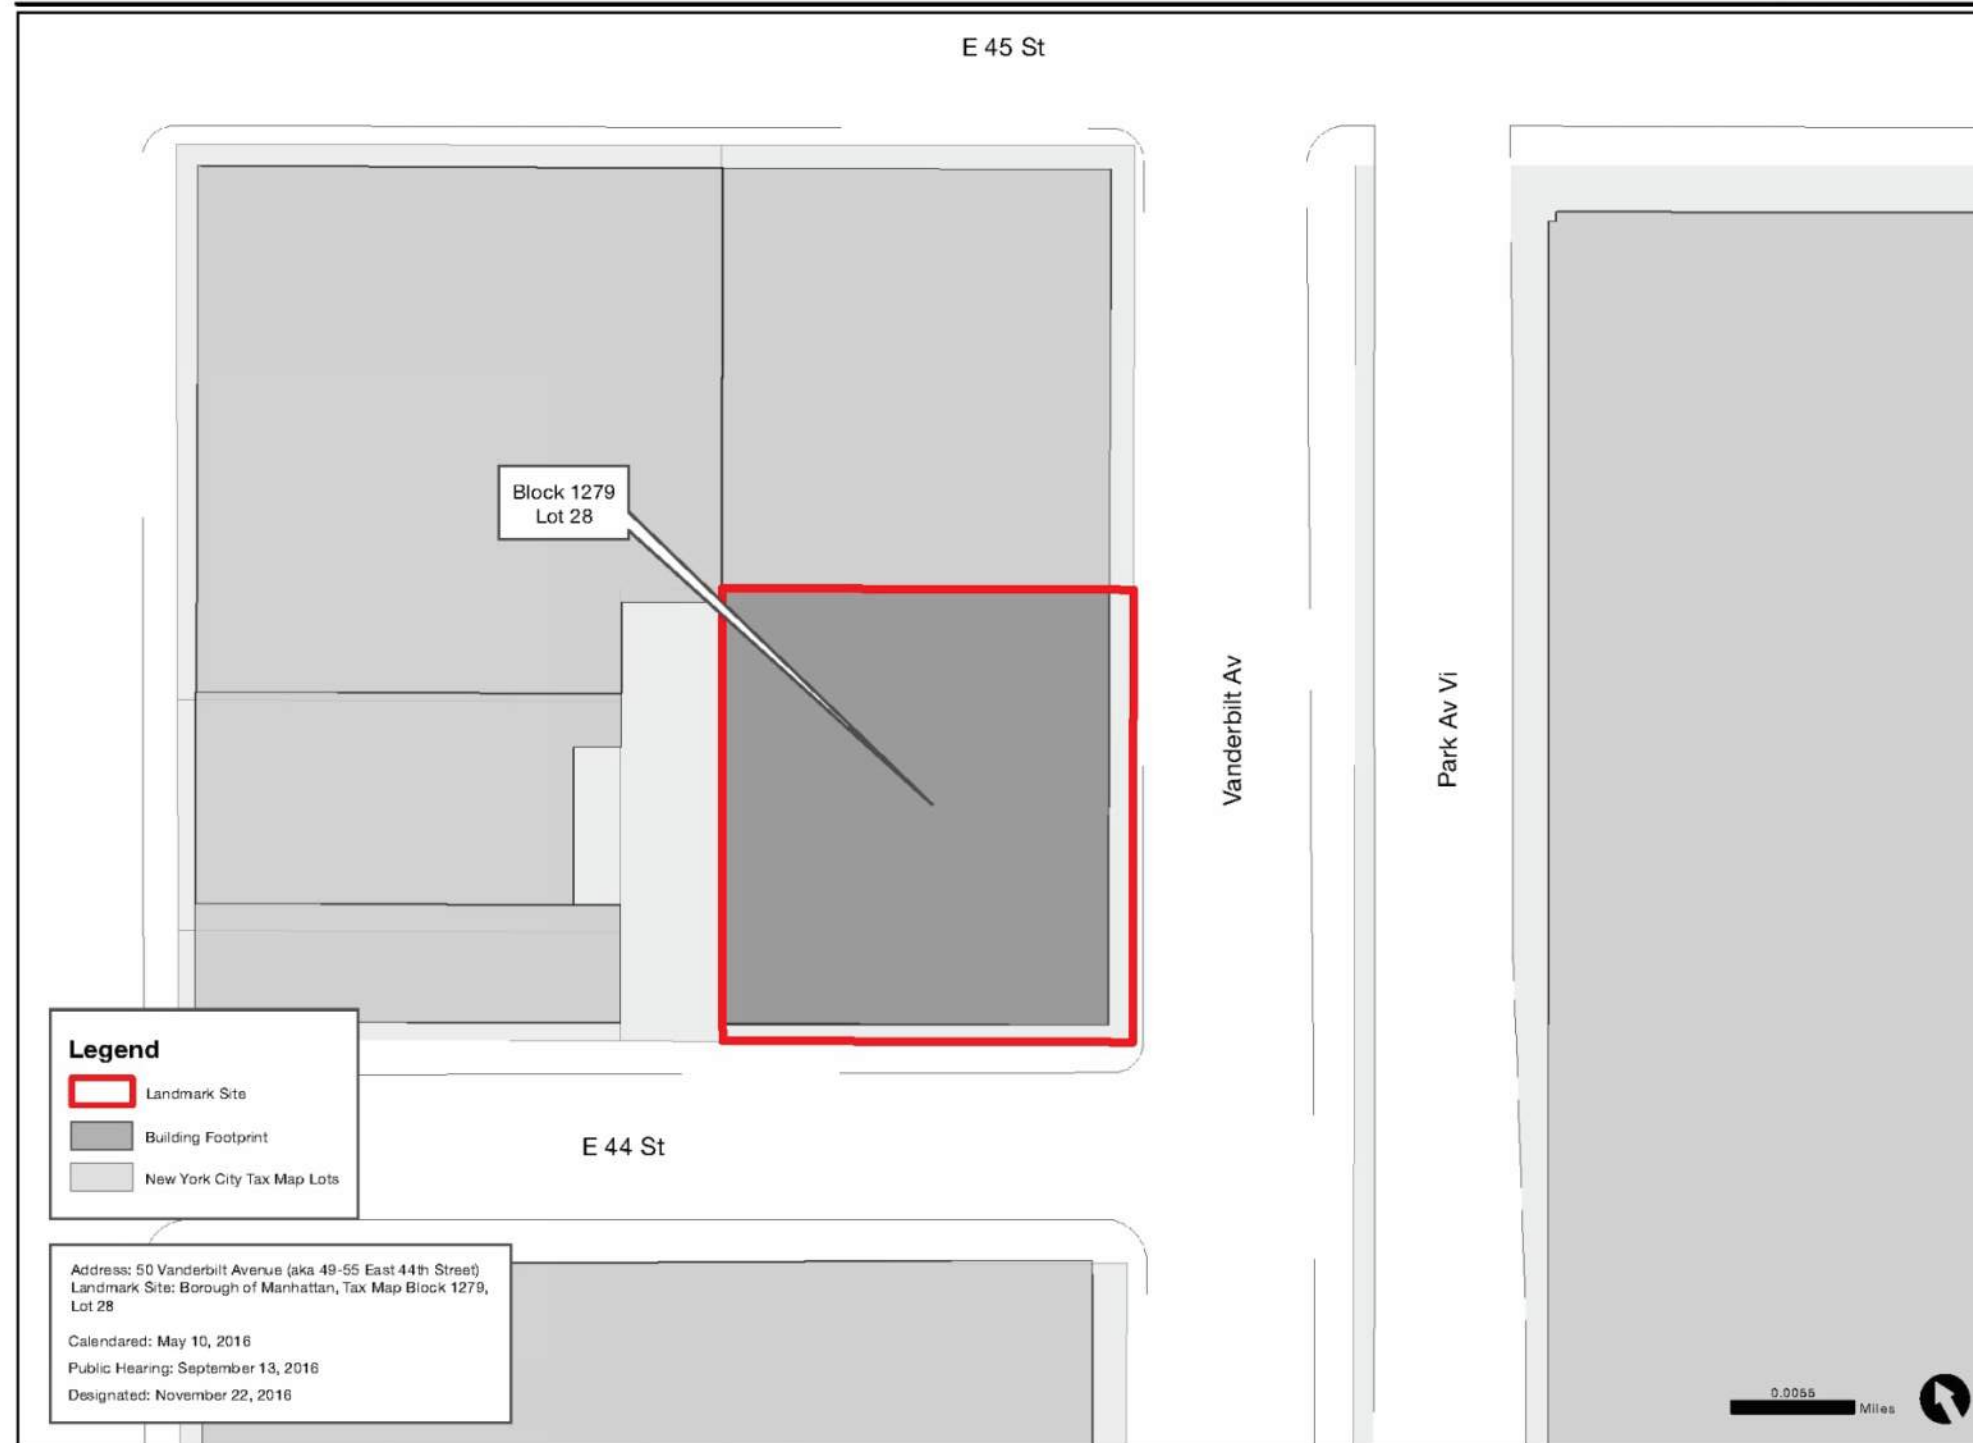 E 45 St
Block 1279
Lot 28
Vanderbilt Av
Park Av Vi
Legend
Landmark Site
Building Footprint
New York City Tax Map Lots
E 44 St
Address: 50 Vanderbilt Avenue (aka 49-55 East 44th Street)
Landmark Site: Borough of Manhattan, Tax Map Block 1279,
Lot 28
Calendared: May 10, 2016
Public Hearing: September 13, 2016
Designated: November 22, 2016
0.0055
Miles